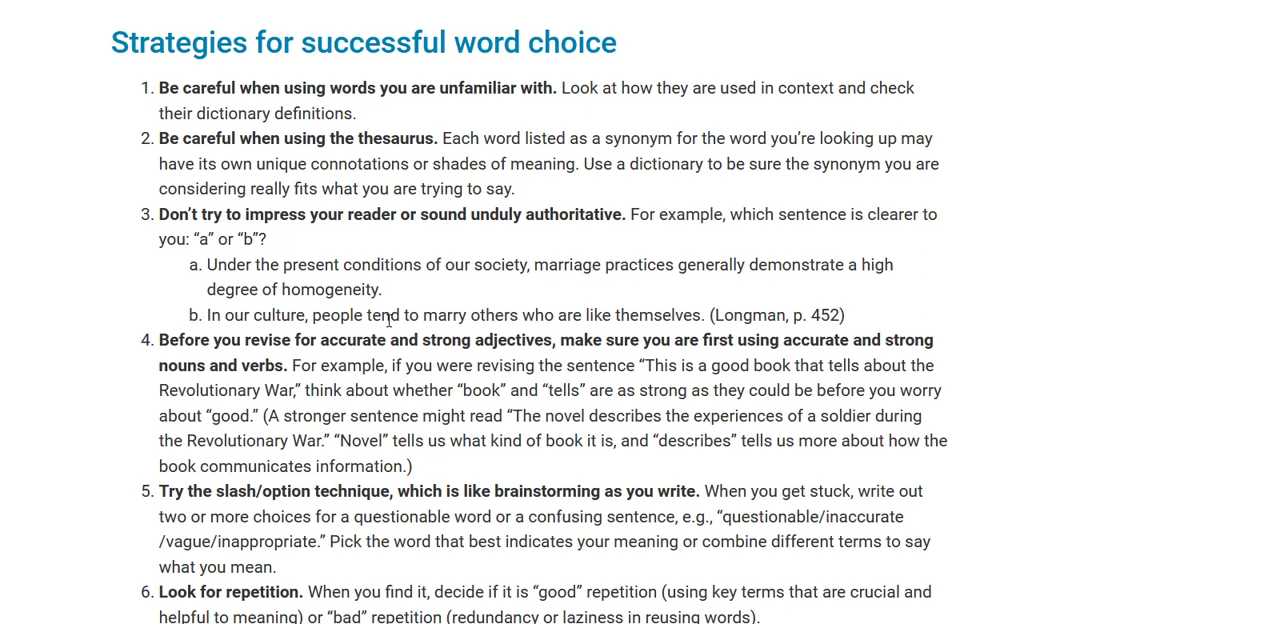 Strategies for successful word choice
1. Be careful when using words you are unfamiliar with. Look at how they are used in context and check
their dictionary definitions.
2. Be careful when using the thesaurus. Each word listed as a synonym for the word you’re looking up may
have its own unique connotations or shades of meaning. Use a dictionary to be sure the synonym you are
considering really fits what you are trying to say.
3. Don’t try to impress your reader or sound unduly authoritative. For example, which sentence is clearer to
you: “a” or “b”?
a. Under the present conditions of our society, marriage practices generally demonstrate a high
degree of homogeneity.
b. In our culture, people tend to marry others who are like themselves. (Longman, p. 452)
4. Before you revise for accurate and strong adjectives, make sure you are first using accurate and strong
nouns and verbs. For example, if you were revising the sentence “This is a good book that tells about the
Revolutionary War,” think about whether “book” and “tells” are as strong as they could be before you worry
about “good.” (A stronger sentence might read “The novel describes the experiences of a soldier during
the Revolutionary War.” “Novel” tells us what kind of book it is, and “describes” tells us more about how the
book communicates information.)
5. Try the slash/option technique, which is like brainstorming as you write. When you get stuck, write out
two or more choices for a questionable word or a confusing sentence, e.g., “questionable/inaccurate
/vague/inappropriate.” Pick the word that best indicates your meaning or combine different terms to say
what you mean.
6. Look for repetition. When you find it, decide if it is “good” repetition (using key terms that are crucial and
helpful to meaning) or “bad” repetition (redundancy or laziness in reusing words).